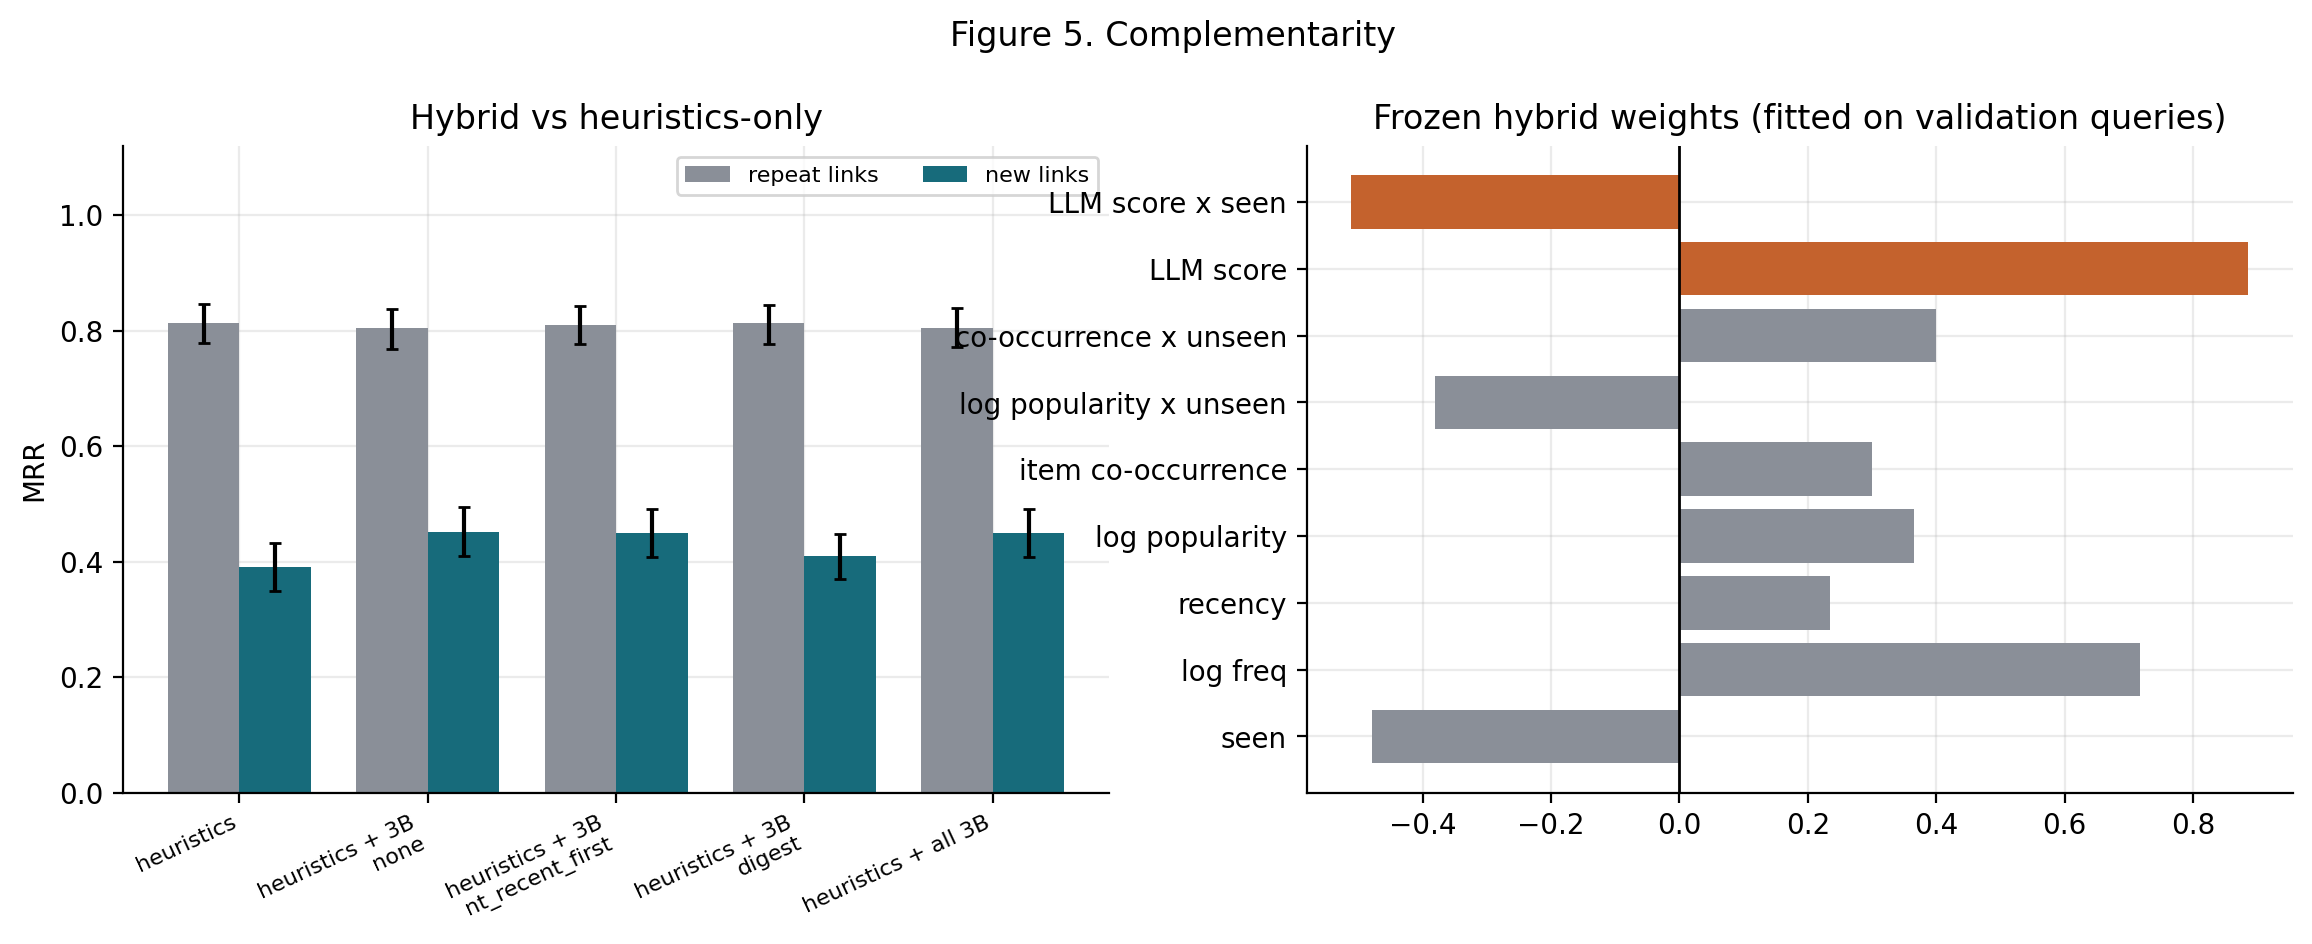 Figure 5. Complementarity
Hybrid vs heuristics-only
repeat links
new links
MRR
1.0
0.8
0.6
0.4
0.2
0.0
heuristics
heuristics + 3B
none
heuristics + 3B
nt_recent_first
heuristics + 3B
digest
heuristics + all 3B
Frozen hybrid weights (fitted on validation queries)
LLM score x seen
LLM score
co-occurrence x unseen
log popularity x unseen
item co-occurrence
log popularity
recency
log freq
seen
−0.4
−0.2
0.0
0.2
0.4
0.6
0.8